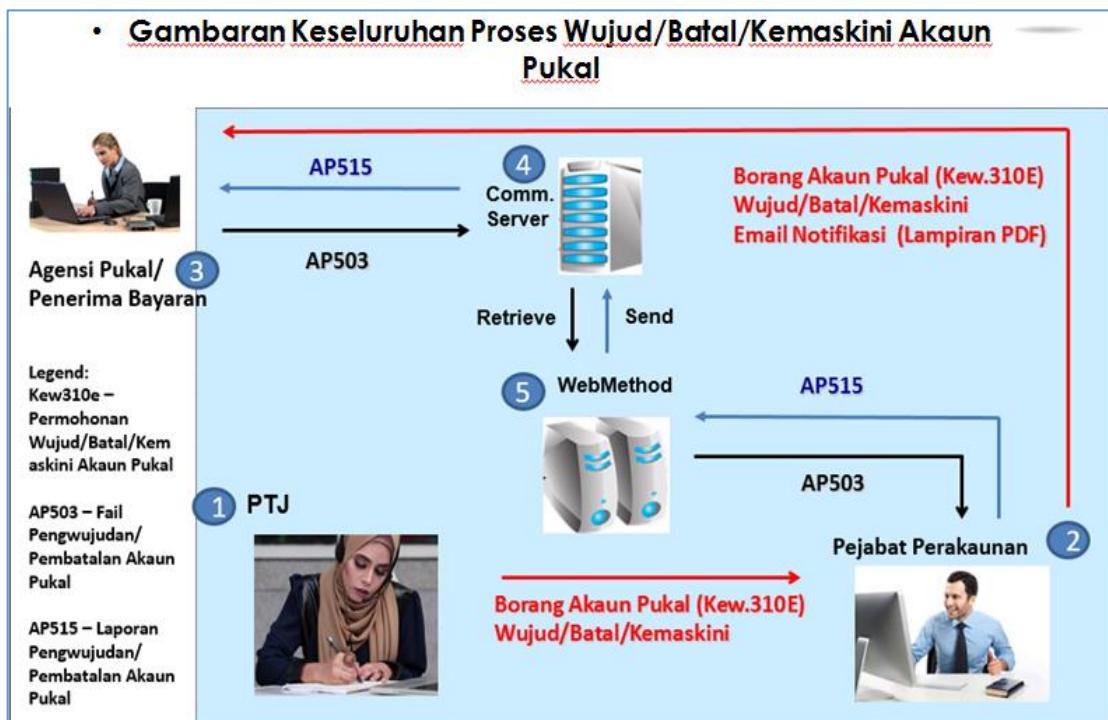 • Gambaran Keseluruhan Proses Wujud/Batal/Kemaskini Akaun
Pukal
AP515
AP503
4
Comm.
Server
Borang Akaun Pukal (Kew.310E)
Wujud/Batal/Kemaskini
Email Notifikasi (Lampiran PDF)
Agensi Pukal/
Penerima Bayaran
3
Retrieve
Send
Legend:
Kew310e –
Permohonan
Wujud/Batal/Kem
askini Akaun Pukal
AP503 – Fail
Pengwujudan/
Pembatalan Akaun
Pukal
AP515 – Laporan
Pengwujudan/
Pembatalan Akaun
Pukal
5
WebMethod
AP515
AP503
1
PTJ
Borang Akaun Pukal (Kew.310E)
Wujud/Batal/Kemaskini
Pejabat Perakaunan
2